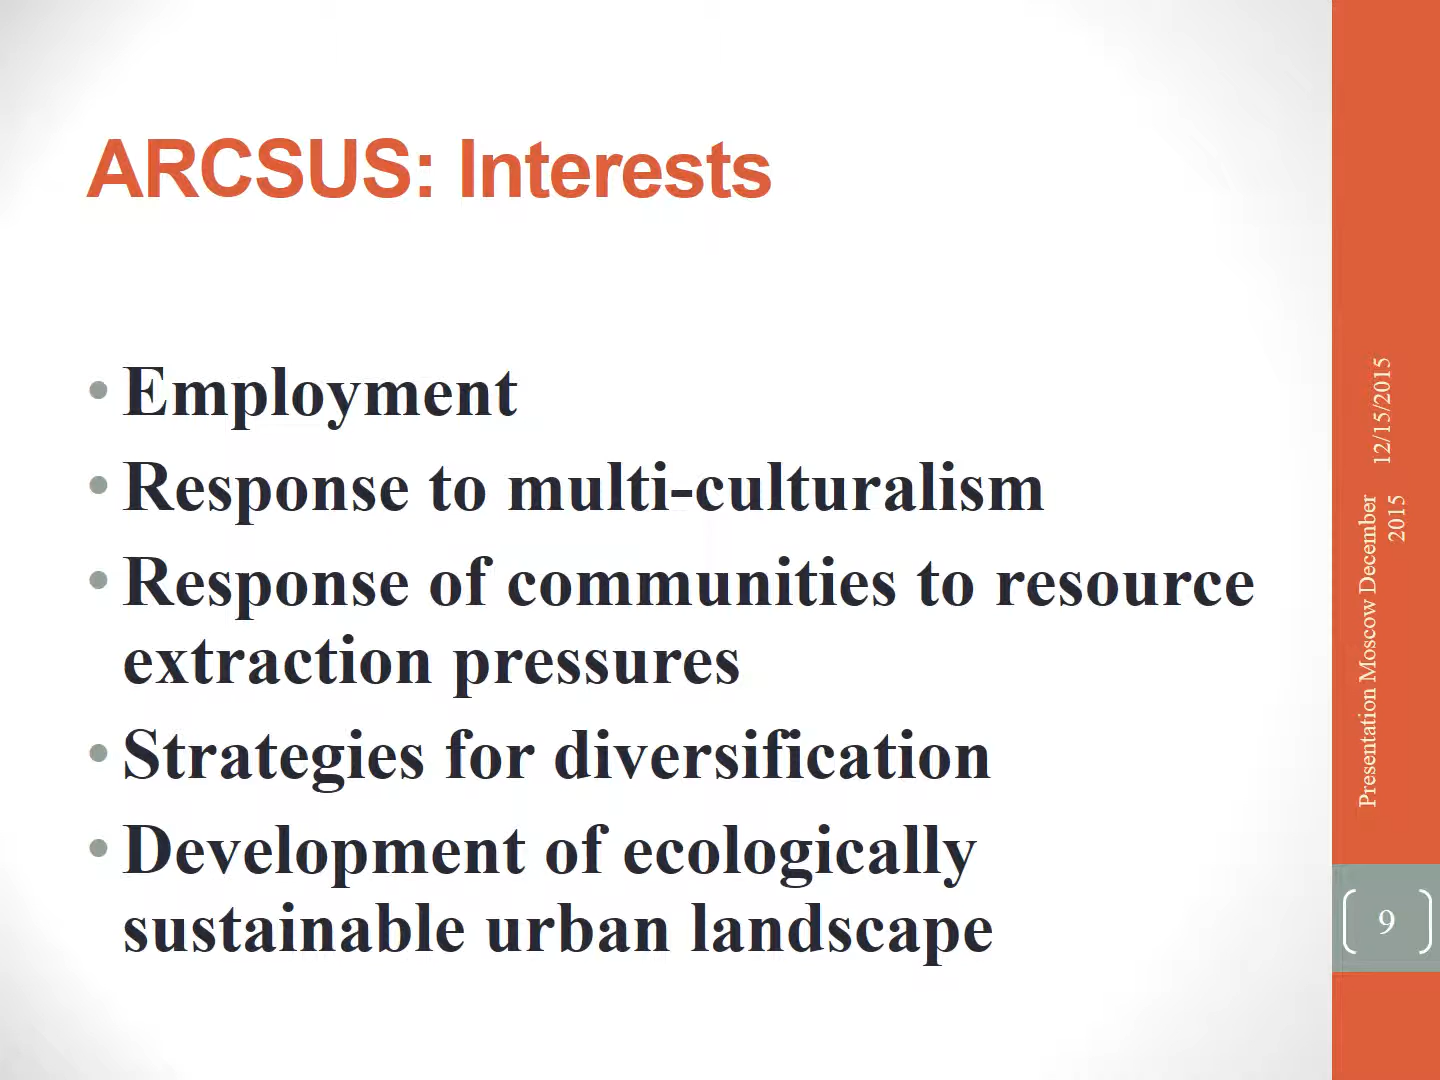 ARCSUS: Interests
• Employment
• Response to multi-culturalism
• Response of communities to resource
extraction pressures
• Strategies for diversification
• Development of ecologically
sustainable urban landscape
12/15/2015
Presentation Moscow December
2015
9